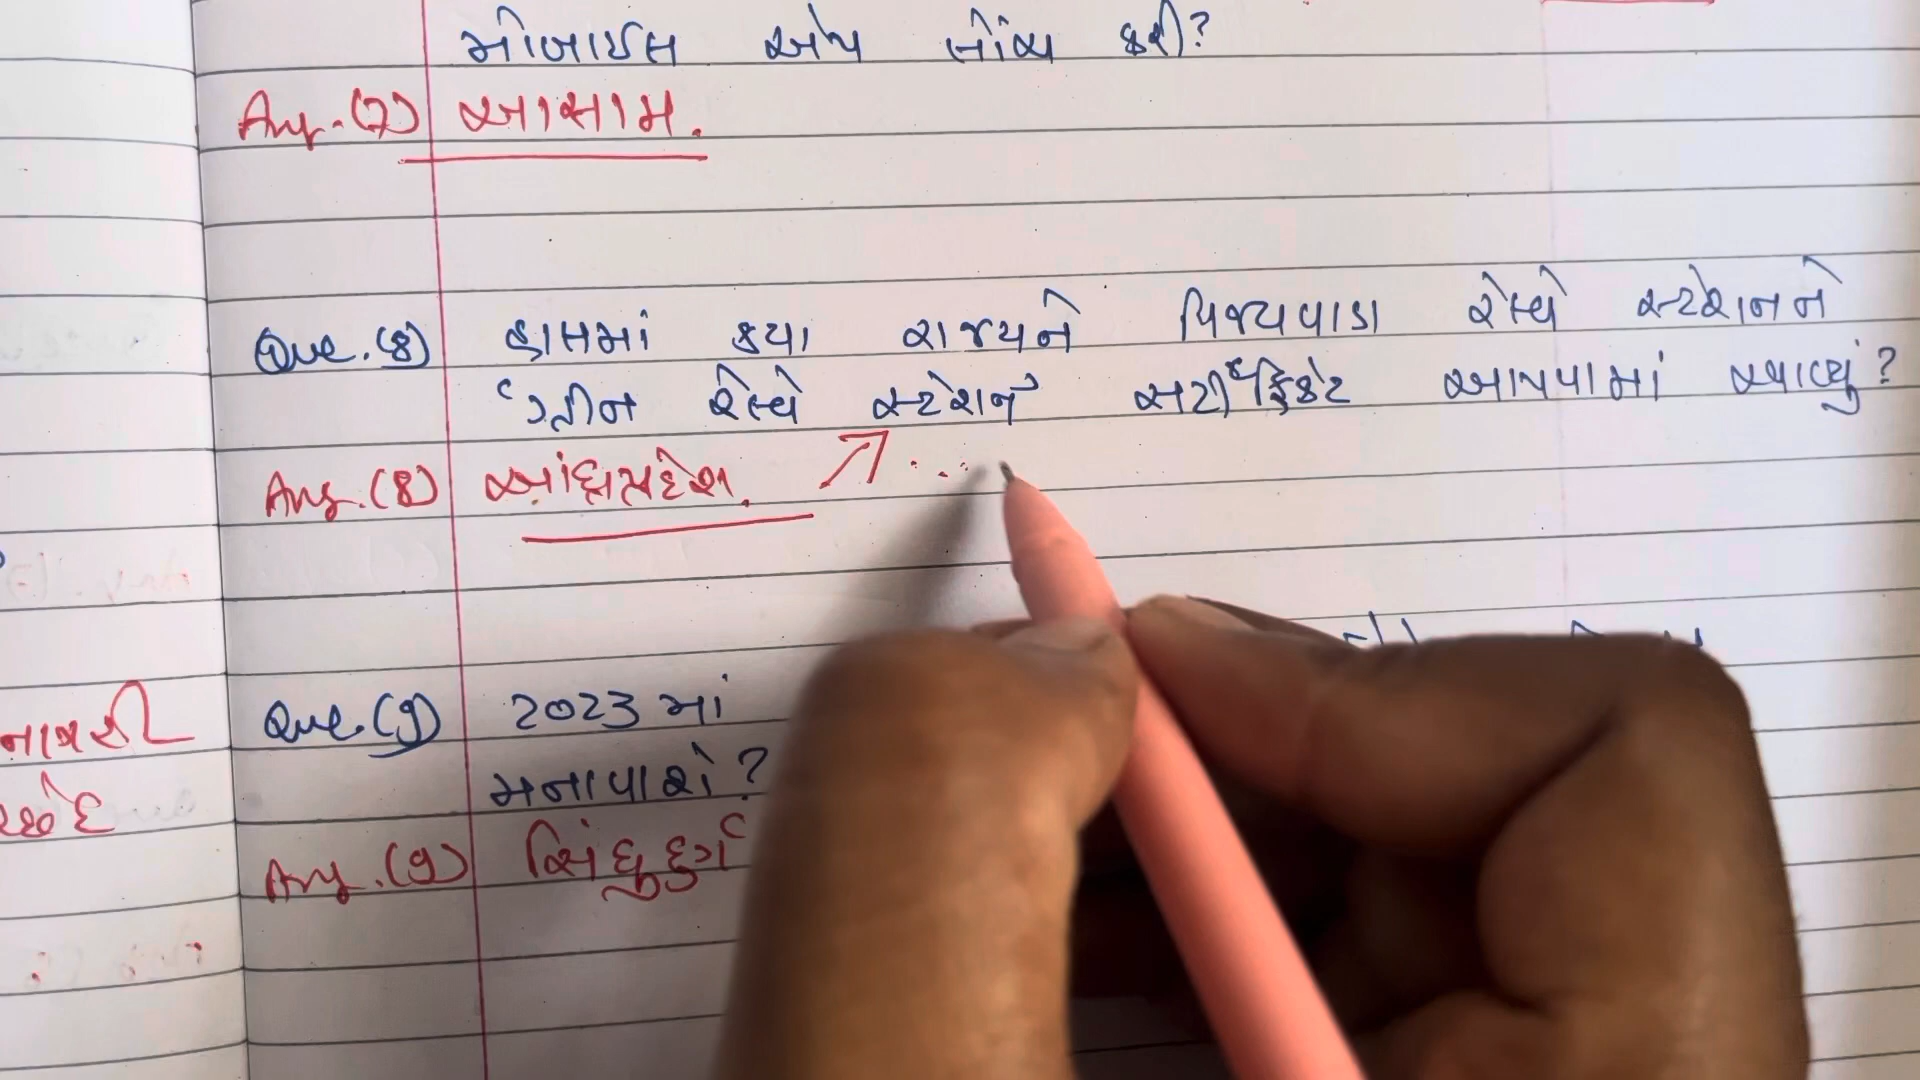 મોબાઈલ એપ લોંચ કરી?
Ans.(7) આસામ.
Que.(8) હાલમાં કયા રાજ્યને વિજયવાડા રેલ્વે સ્ટેશનને
'ગ્રીન રેલ્વે સ્ટેશન' સર્ટીફિકેટ આપવામાં આવ્યું?
Ans.(8) આંધ્રપ્રદેશ.
Que.(9) 2023 માં
મનાવાશે?
Ans.(9) સિંધુદુર્ગ